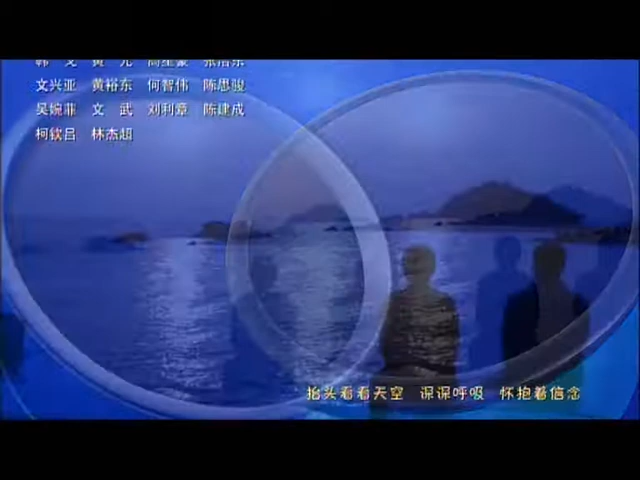 文兴亚 黄裕东 何智伟 陈思骏
吴婉菲 文 武 刘利章 陈建成
柯钦吕 林杰超
抬头看看天空 深深呼吸 怀抱着信念